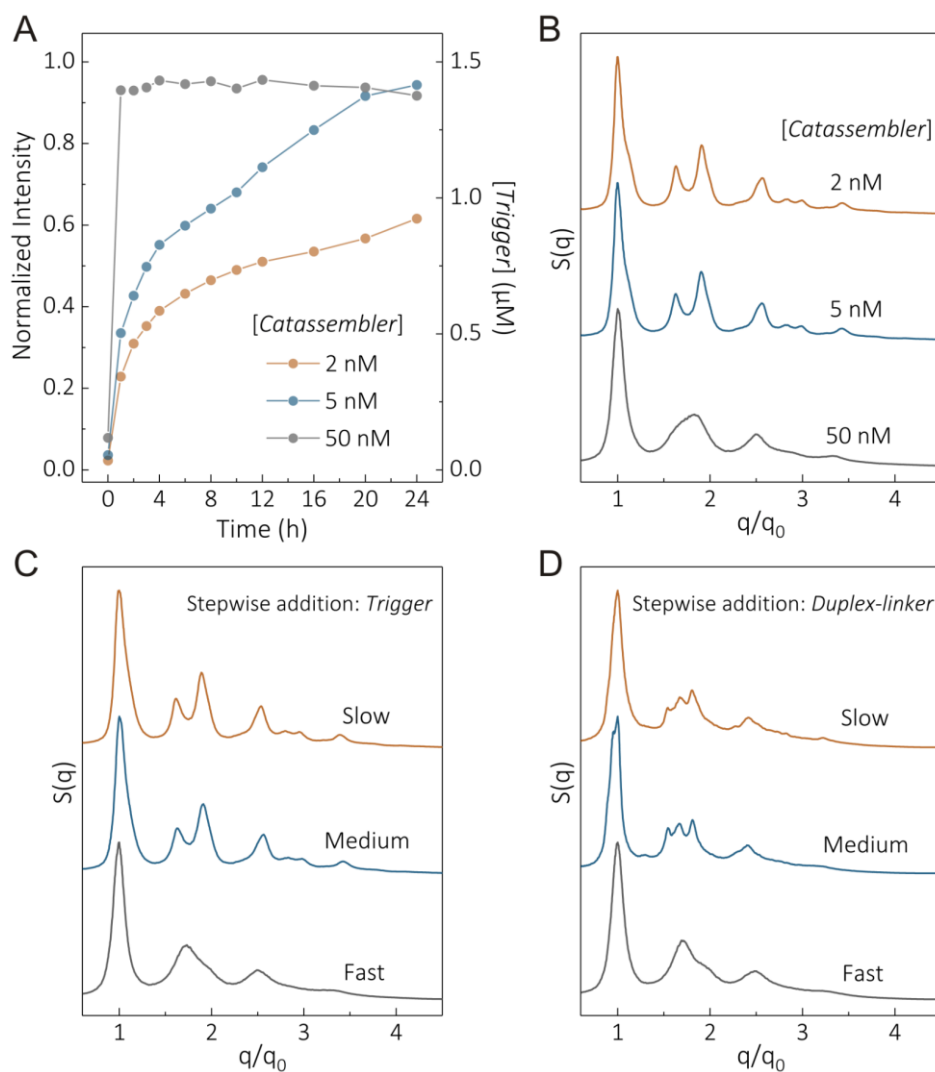 A
Normalized Intensity
1.0
0.8
0.6
0.4
0.2
0.0
1.5
1.0
0.5
0.0
[Trigger] (μM)
[Catassembler]
2 nM
5 nM
50 nM
0 4 8 12 16 20 24
Time (h)
B
S(q)
[Catassembler]
2 nM
5 nM
50 nM
1 2 3 4
q/q0
C
S(q)
Stepwise addition: Trigger
Slow
Medium
Fast
1 2 3 4
q/q0
D
S(q)
Stepwise addition: Duplex-linker
Slow
Medium
Fast
1 2 3 4
q/q0